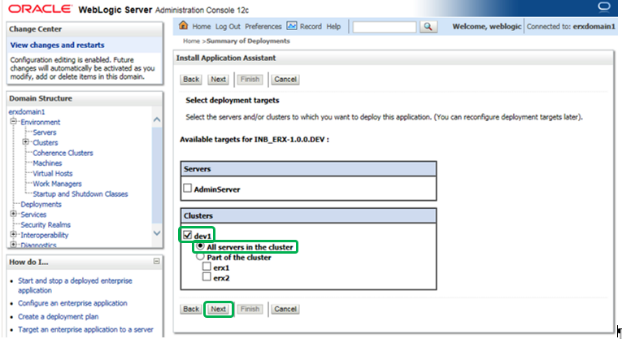 ORACLE WebLogic Server Administration Console 12c
Change Center
View changes and restarts
Configuration editing is enabled. Future
changes will automatically be activated as you
modify, add or delete items in this domain.
Domain Structure
erxdomain1
Environment
Servers
Clusters
Coherence Clusters
Machines
Virtual Hosts
Work Managers
Startup and Shutdown Classes
Deployments
Services
Security Realms
Interoperability
Diagnostics
How do I...
Start and stop a deployed enterprise
application
Configure an enterprise application
Create a deployment plan
Target an enterprise application to a server
Home Log Out Preferences Record Help
Welcome, weblogic Connected to: erxdomain1
Home >Summary of Deployments
Install Application Assistant
Back Next Finish Cancel
Select deployment targets
Select the servers and/or clusters to which you want to deploy this application. (You can reconfigure deployment targets later).
Available targets for INB_ERX-1.0.0.DEV :
Servers
AdminServer
Clusters
dev1
All servers in the cluster
Part of the cluster
erx1
erx2
Back Next Finish Cancel